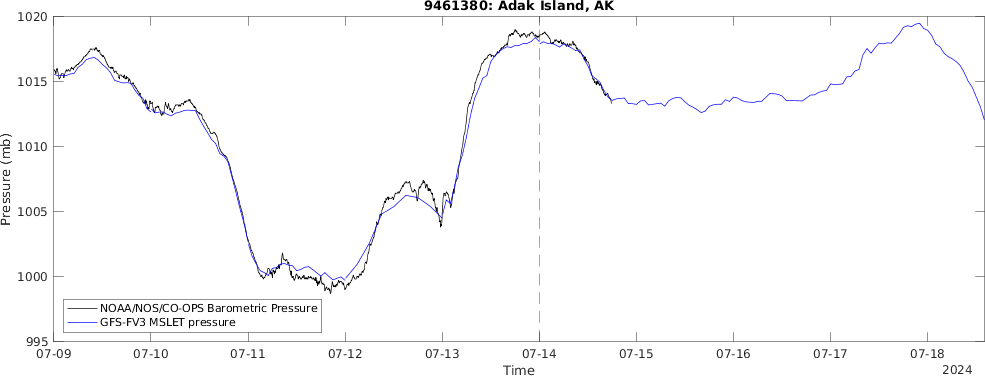 9461380: Adak Island, AK
1020
1015
1010
1005
1000
995
Pressure (mb)
NOAA/NOS/CO-OPS Barometric Pressure
GFS-FV3 MSLET pressure
07-09 07-10 07-11 07-12 07-13 07-14 07-15 07-16 07-17 07-18
Time
2024